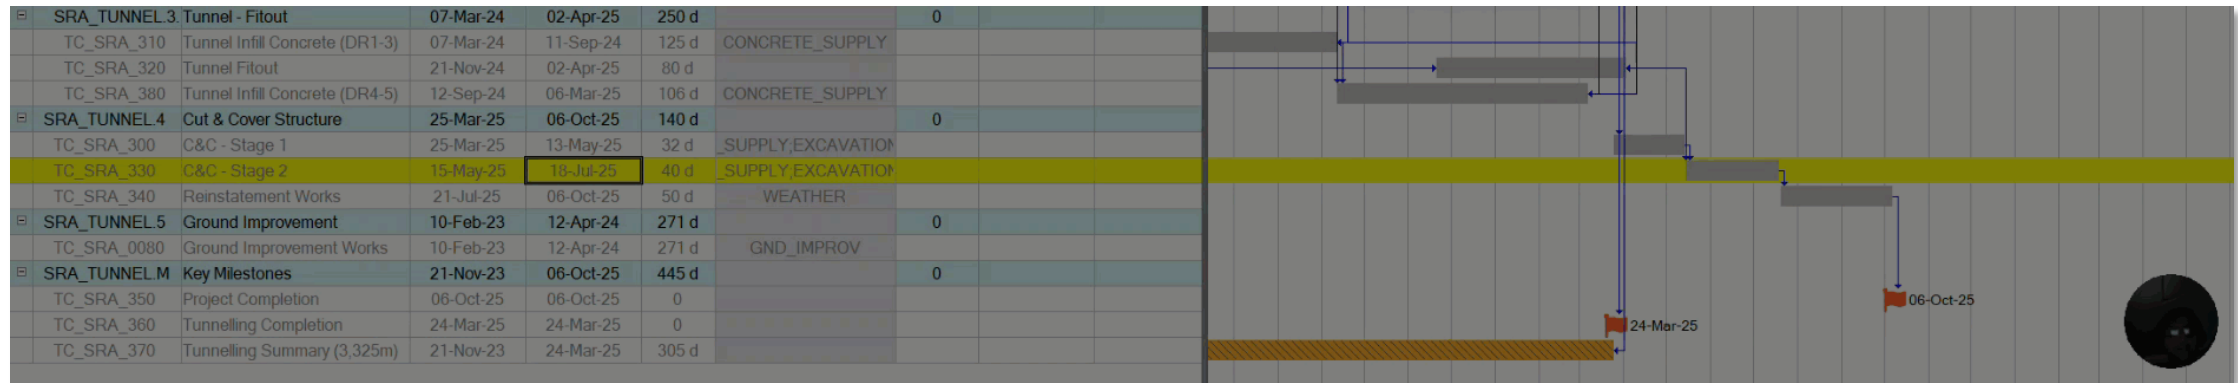 SRA_TUNNEL.3. Tunnel - Fitout 07-Mar-24 02-Apr-25 250 d 0
TC_SRA_310 Tunnel Infill Concrete (DR1-3) 07-Mar-24 11-Sep-24 125 d CONCRETE_SUPPLY
TC_SRA_320 Tunnel Fitout 21-Nov-24 02-Apr-25 80 d
TC_SRA_380 Tunnel Infill Concrete (DR4-5) 12-Sep-24 06-Mar-25 106 d CONCRETE_SUPPLY
SRA_TUNNEL.4 Cut & Cover Structure 25-Mar-25 06-Oct-25 140 d 0
TC_SRA_300 C&C - Stage 1 25-Mar-25 13-May-25 32 d _SUPPLY;EXCAVATION
TC_SRA_330 C&C - Stage 2 15-May-25 18-Jul-25 40 d _SUPPLY;EXCAVATION
TC_SRA_340 Reinstatement Works 21-Jul-25 06-Oct-25 50 d WEATHER
SRA_TUNNEL.5 Ground Improvement 10-Feb-23 12-Apr-24 271 d 0
TC_SRA_0080 Ground Improvement Works 10-Feb-23 12-Apr-24 271 d GND_IMPROV
SRA_TUNNEL.M Key Milestones 21-Nov-23 06-Oct-25 445 d 0
TC_SRA_350 Project Completion 06-Oct-25 06-Oct-25 0 06-Oct-25
TC_SRA_360 Tunnelling Completion 24-Mar-25 24-Mar-25 0 24-Mar-25
TC_SRA_370 Tunnelling Summary (3,325m) 21-Nov-23 24-Mar-25 305 d